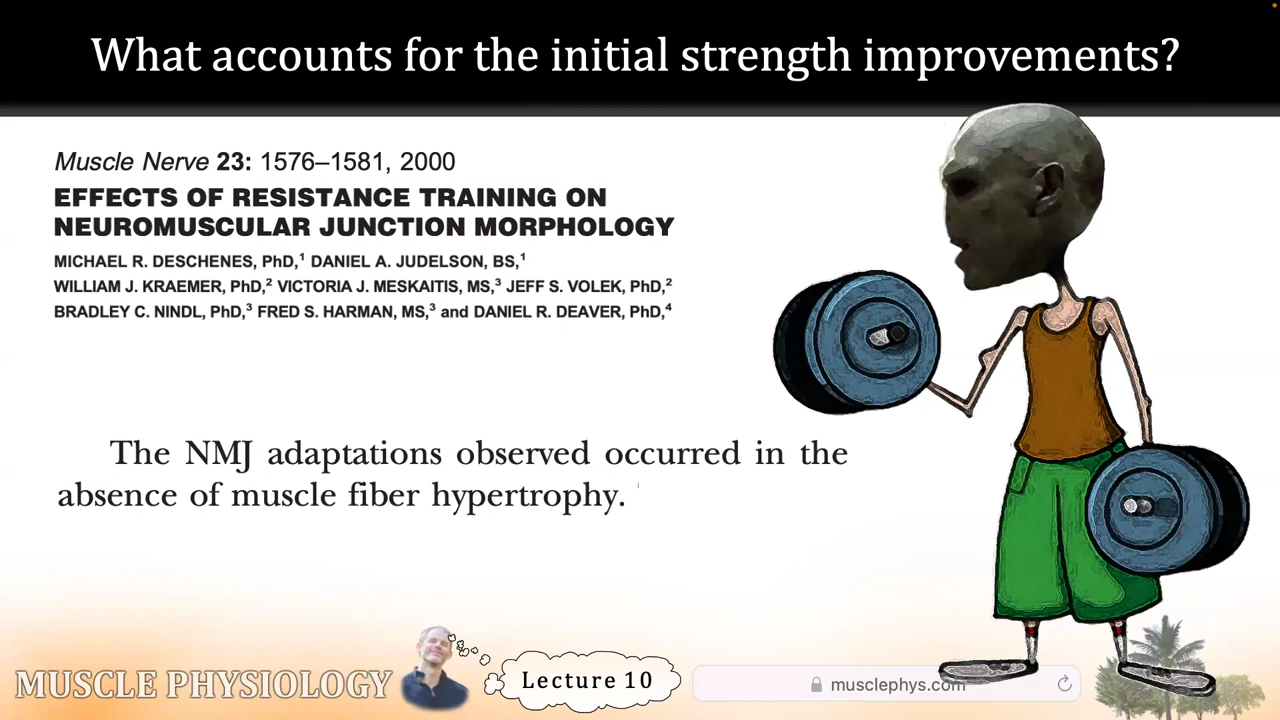 What accounts for the initial strength improvements?
Muscle Nerve 23: 1576–1581, 2000
EFFECTS OF RESISTANCE TRAINING ON
NEUROMUSCULAR JUNCTION MORPHOLOGY
MICHAEL R. DESCHENES, PhD,¹ DANIEL A. JUDELSON, BS,¹
WILLIAM J. KRAEMER, PhD,² VICTORIA J. MESKAITIS, MS,³ JEFF S. VOLEK, PhD,²
BRADLEY C. NINDL, PhD,³ FRED S. HARMAN, MS,³ and DANIEL R. DEAVER, PhD,⁴
The NMJ adaptations observed occurred in the
absence of muscle fiber hypertrophy.
MUSCLE PHYSIOLOGY
Lecture 10
musclephys.com